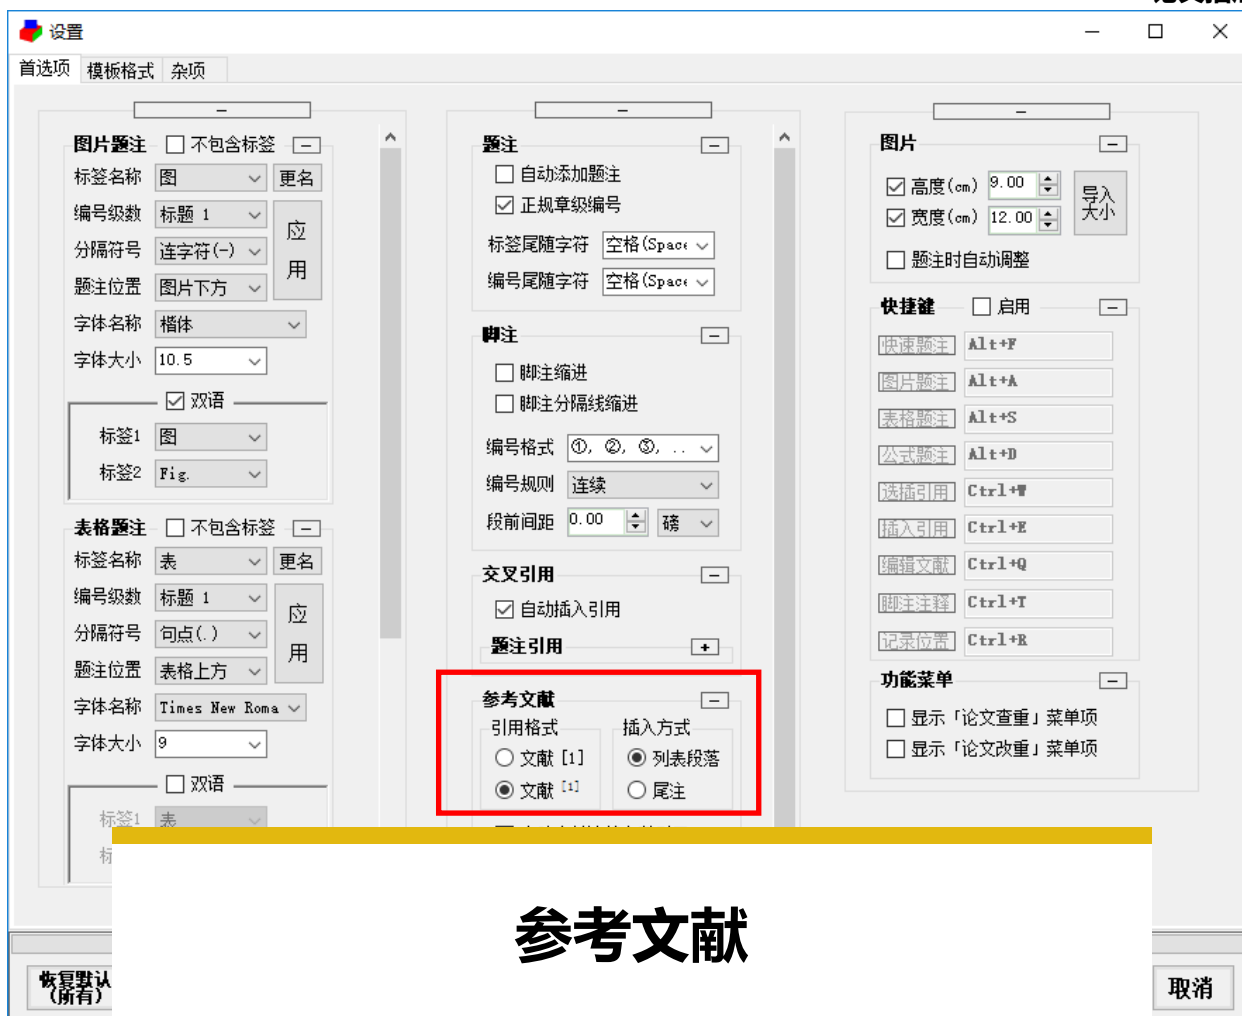 设置
首选项 模板格式 杂项
图片题注 不包含标签
标签名称 图 更名
编号级数 标题 1
应用
分隔符号 连字符(-)
题注位置 图片下方
字体名称 楷体
字体大小 10.5
双语
标签1 图
标签2 Fig.
表格题注 不包含标签
标签名称 表 更名
编号级数 标题 1
应用
分隔符号 句点(.)
题注位置 表格上方
字体名称 Times New Roma
字体大小 9
双语
标签1 表
题注
自动添加题注
正规章级编号
标签尾随字符 空格(Space
编号尾随字符 空格(Space
脚注
脚注缩进
脚注分隔线缩进
编号格式 ①, ②, ③, ..
编号规则 连续
段前间距 0.00 磅
交叉引用
自动插入引用
题注引用
参考文献
引用格式 插入方式
文献 [1] 列表段落
文献 [1] 尾注
图片
高度(cm) 9.00
宽度(cm) 12.00
导入大小
题注时自动调整
快捷键 启用
快速题注 Alt+F
图片题注 Alt+A
表格题注 Alt+S
公式题注 Alt+D
选插引用 Ctrl+W
插入引用 Ctrl+E
编辑文献 Ctrl+Q
脚注注释 Ctrl+T
记录位置 Ctrl+R
功能菜单
显示「论文查重」菜单项
显示「论文改重」菜单项
参考文献
恢复默认
(所有)
取消